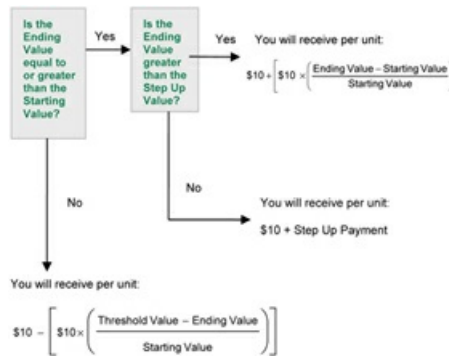 Is the
Ending
Value
equal to
or greater
than the
Starting
Value?
Yes
Is the
Ending
Value
greater
than the
Step Up
Value?
Yes
You will receive per unit:
$10 + [$10 × (Ending Value – Starting Value
Starting Value
No
You will receive per unit:
$10 + Step Up Payment
No
You will receive per unit:
$10 – [$10 × (Threshold Value – Ending Value
Starting Value)]